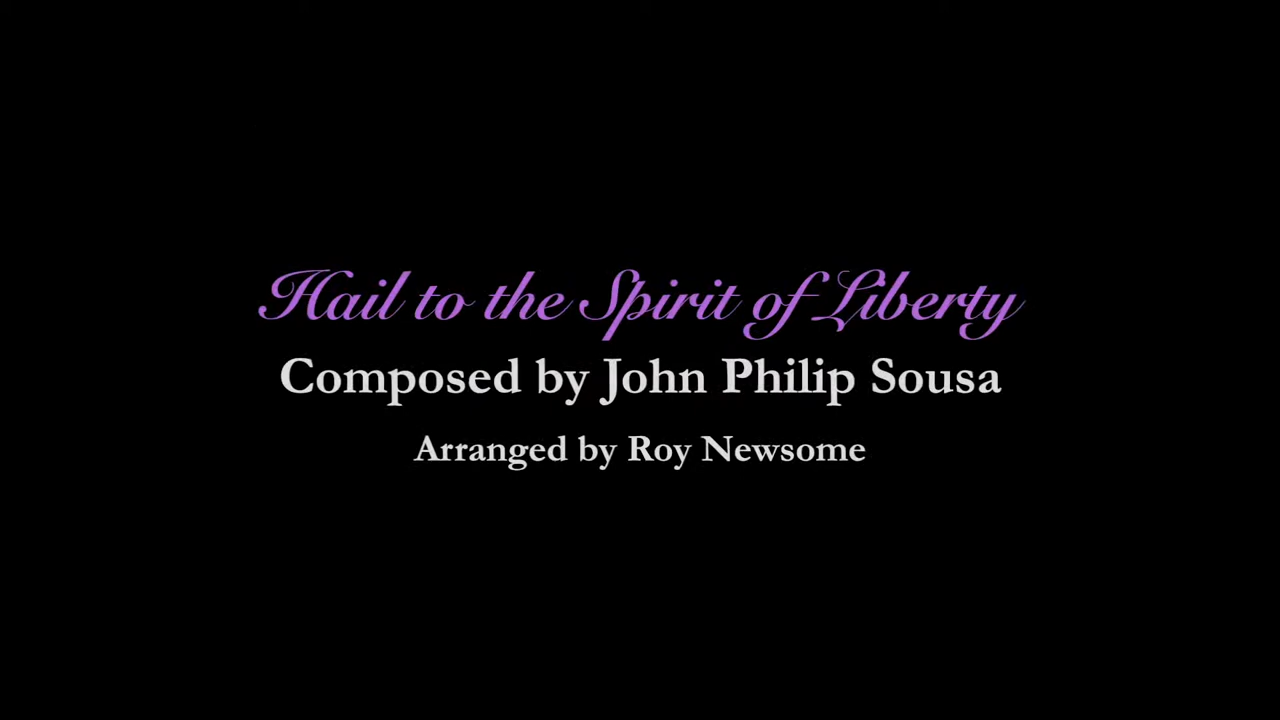 Hail to the Spirit of Liberty
Composed by John Philip Sousa
Arranged by Roy Newsome